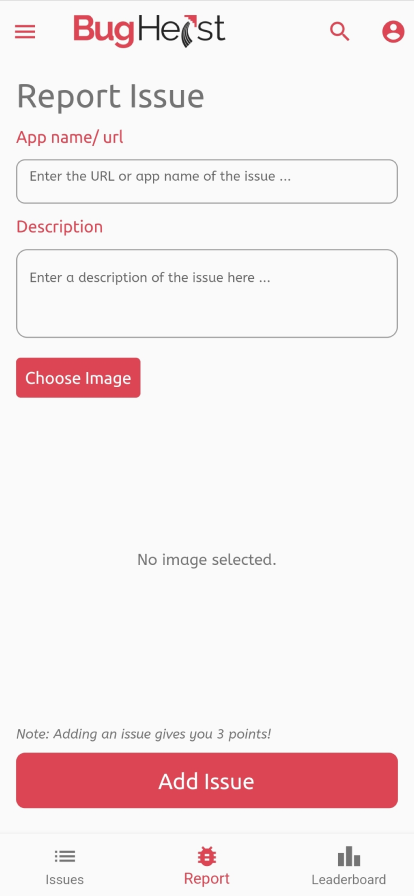 BugHeist
Report Issue
App name/ url
Enter the URL or app name of the issue ...
Description
Enter a description of the issue here ...
Choose Image
No image selected.
Note: Adding an issue gives you 3 points!
Add Issue
Issues
Report
Leaderboard